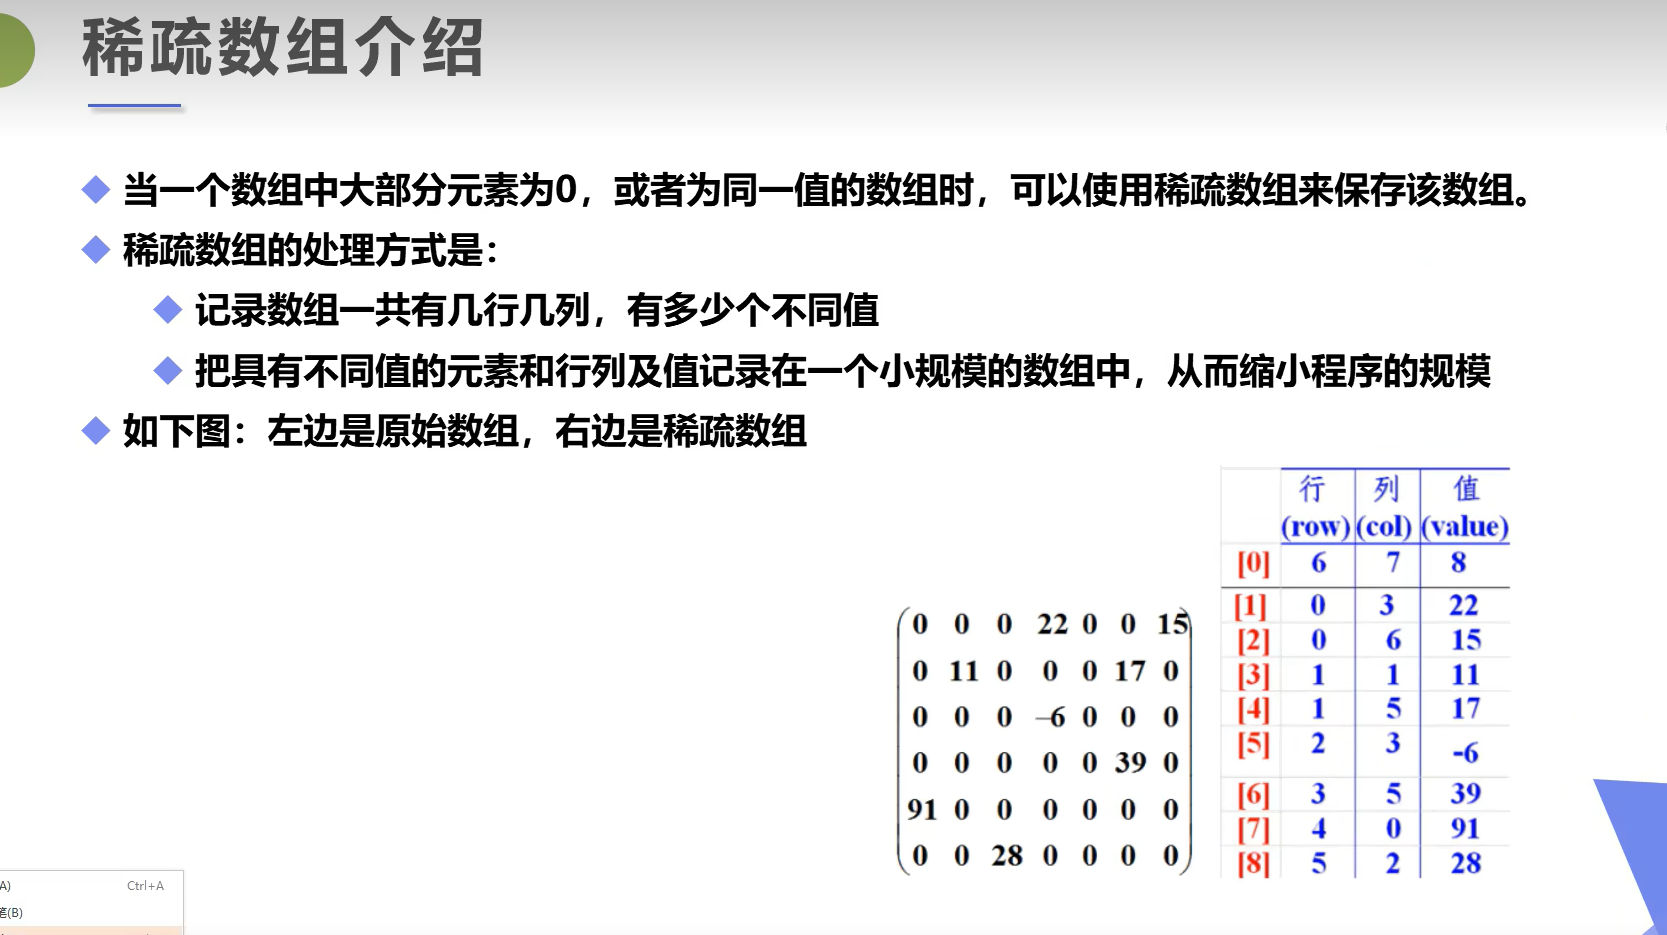 稀疏数组介绍
当一个数组中大部分元素为0，或者为同一值的数组时，可以使用稀疏数组来保存该数组。
稀疏数组的处理方式是：
记录数组一共有几行几列，有多少个不同值
把具有不同值的元素和行列及值记录在一个小规模的数组中，从而缩小程序的规模
如下图：左边是原始数组，右边是稀疏数组
0 0 0 22 0 0 15
0 11 0 0 0 17 0
0 0 0 –6 0 0 0
0 0 0 0 0 39 0
91 0 0 0 0 0 0
0 0 28 0 0 0 0
行 列 值
(row) (col) (value)
[0] 6 7 8
[1] 0 3 22
[2] 0 6 15
[3] 1 1 11
[4] 1 5 17
[5] 2 3 -6
[6] 3 5 39
[7] 4 0 91
[8] 5 2 28
A) Ctrl+A
笔(B)